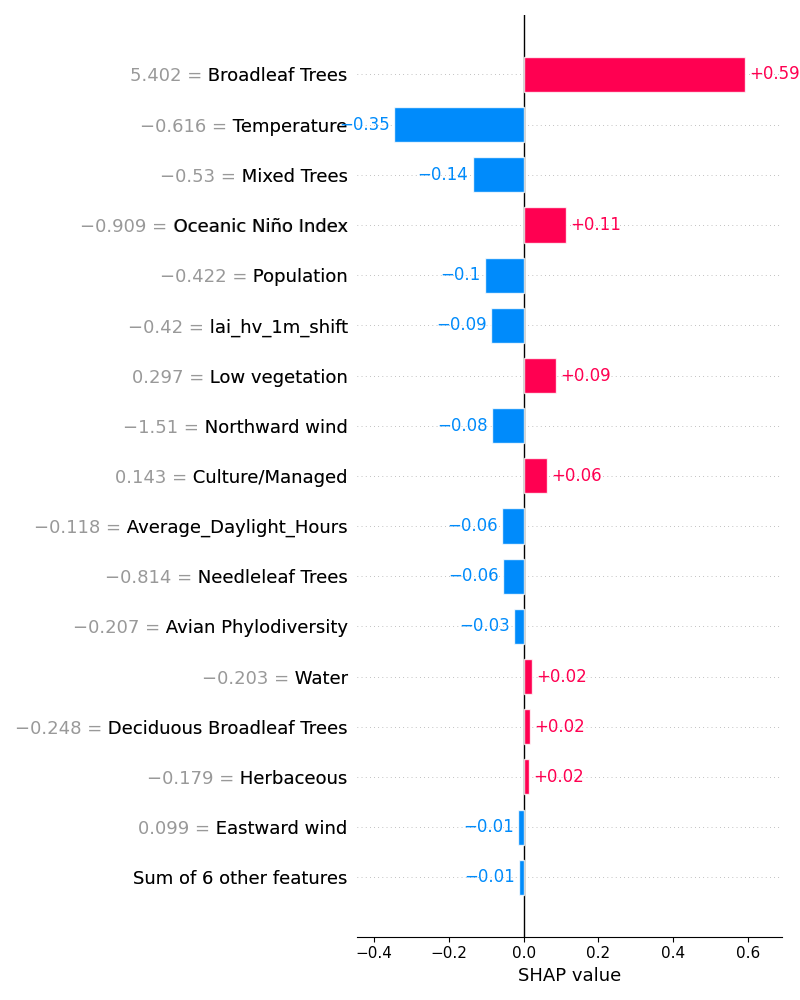 5.402 = Broadleaf Trees +0.59
−0.616 = Temperature −0.35
−0.53 = Mixed Trees −0.14
−0.909 = Oceanic Niño Index +0.11
−0.422 = Population −0.1
−0.42 = lai_hv_1m_shift −0.09
0.297 = Low vegetation +0.09
−1.51 = Northward wind −0.08
0.143 = Culture/Managed +0.06
−0.118 = Average_Daylight_Hours −0.06
−0.814 = Needleleaf Trees −0.06
−0.207 = Avian Phylodiversity −0.03
−0.203 = Water +0.02
−0.248 = Deciduous Broadleaf Trees +0.02
−0.179 = Herbaceous +0.02
0.099 = Eastward wind −0.01
Sum of 6 other features −0.01
−0.4 −0.2 0.0 0.2 0.4 0.6
SHAP value